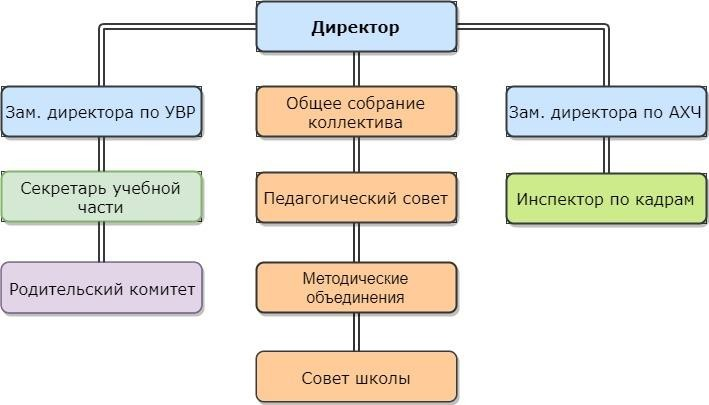 Директор
Зам. директора по УВР
Общее собрание
коллектива
Зам. директора по АХЧ
Секретарь учебной
части
Педагогический совет
Инспектор по кадрам
Родительский комитет
Методические
объединения
Совет школы